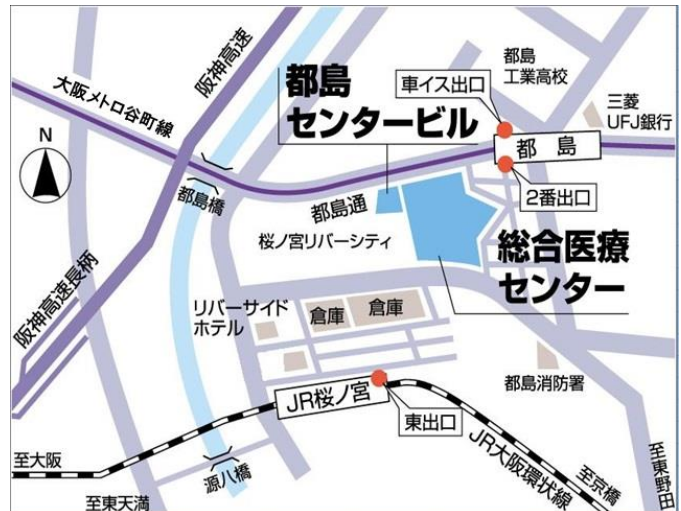 大阪メトロ谷町線
阪神高速
都島
センタービル
都島
工業高校
車イス出口
三菱
UFJ銀行
N
都島
2番出口
都島橋
都島通
桜ノ宮リバーシティ
総合医療
センター
阪神高速長柄
リバーサイド
ホテル
倉庫
倉庫
都島消防署
JR桜ノ宮
東出口
JR大阪環状線
至大阪
源八橋
至東天満
至京橋
至東野田